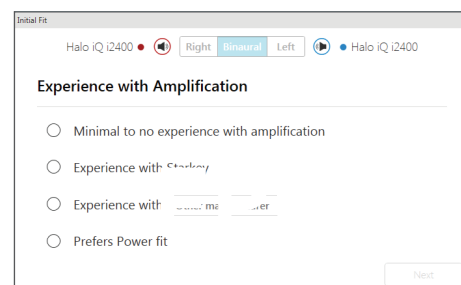 Initial Fit
Halo iQ i2400 Right Binaural Left Halo iQ i2400
Experience with Amplification
Minimal to no experience with amplification
Experience with
Experience with
Prefers Power fit
Next